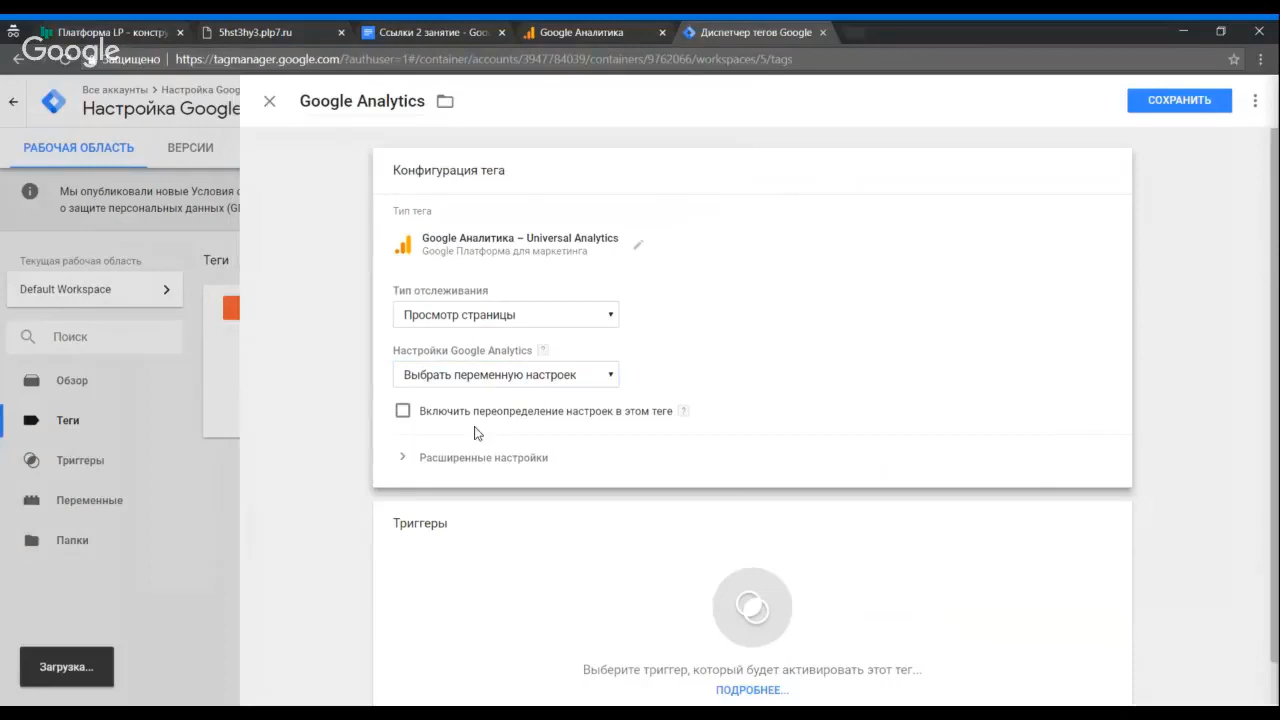 Платформа LP - констру
5hst3hy3.plp7.ru
Ссылки 2 занятие - Goo
Google Аналитика
Диспетчер тегов Google
Google
Защищено
https://tagmanager.google.com/?authuser=1#/container/accounts/3947784039/containers/9762066/workspaces/5/tags
Все аккаунты > Настройка Goog
Настройка Google
Google Analytics
СОХРАНИТЬ
РАБОЧАЯ ОБЛАСТЬ
ВЕРСИИ
Мы опубликовали новые Условия о
о защите персональных данных (GE
Текущая рабочая область
Default Workspace
Поиск
Обзор
Теги
Триггеры
Переменные
Папки
Загрузка...
Теги
Конфигурация тега
Тип тега
Google Аналитика – Universal Analytics
Google Платформа для маркетинга
Тип отслеживания
Просмотр страницы
Настройки Google Analytics ?
Выбрать переменную настроек
Включить переопределение настроек в этом теге ?
Расширенные настройки
Триггеры
Выберите триггер, который будет активировать этот тег...
ПОДРОБНЕЕ...